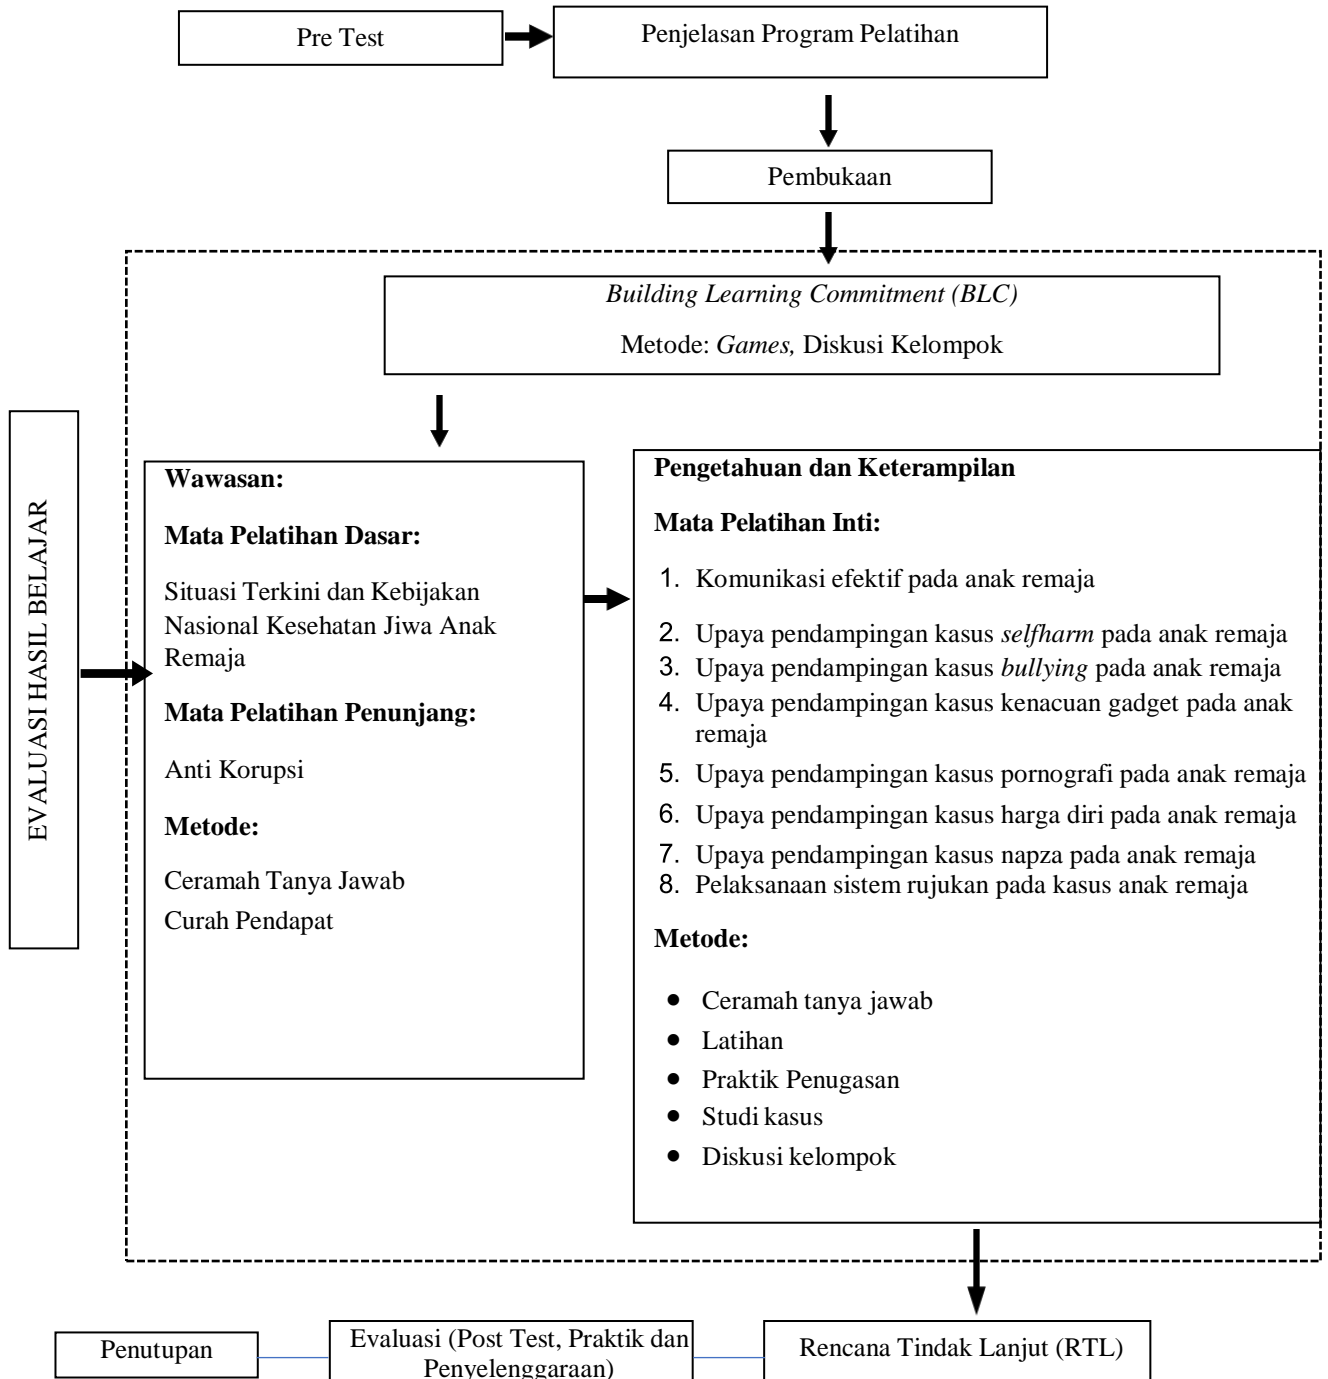 Pre Test
Penjelasan Program Pelatihan
Pembukaan
Building Learning Commitment (BLC)
Metode: Games, Diskusi Kelompok
EVALUASI HASIL BELAJAR
Wawasan:
Mata Pelatihan Dasar:
Situasi Terkini dan Kebijakan
Nasional Kesehatan Jiwa Anak
Remaja
Mata Pelatihan Penunjang:
Anti Korupsi
Metode:
Ceramah Tanya Jawab
Curah Pendapat
Pengetahuan dan Keterampilan
Mata Pelatihan Inti:
1. Komunikasi efektif pada anak remaja
2. Upaya pendampingan kasus selfharm pada anak remaja
3. Upaya pendampingan kasus bullying pada anak remaja
4. Upaya pendampingan kasus kenacuan gadget pada anak
remaja
5. Upaya pendampingan kasus pornografi pada anak remaja
6. Upaya pendampingan kasus harga diri pada anak remaja
7. Upaya pendampingan kasus napza pada anak remaja
8. Pelaksanaan sistem rujukan pada kasus anak remaja
Metode:
● Ceramah tanya jawab
● Latihan
● Praktik Penugasan
● Studi kasus
● Diskusi kelompok
Rencana Tindak Lanjut (RTL)
Evaluasi (Post Test, Praktik dan
Penyelenggaraan)
Penutupan